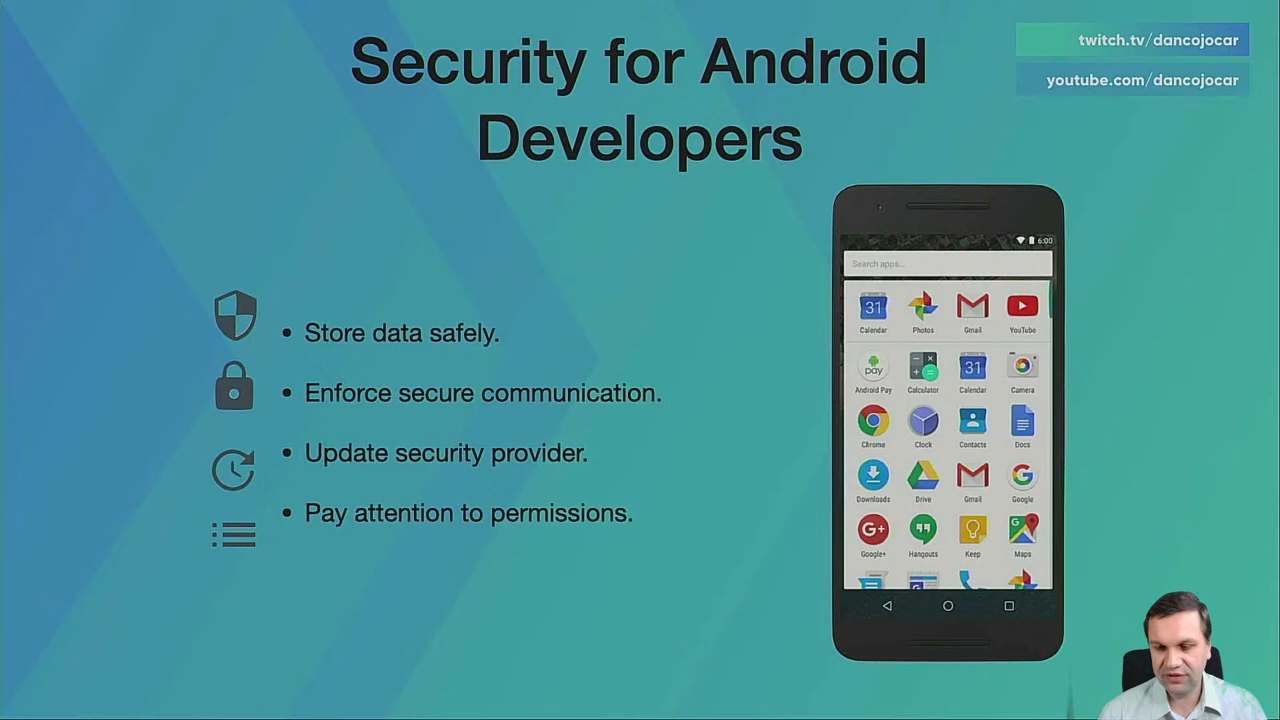 Security for Android
Developers
twitch.tv/dancojocar
youtube.com/dancojocar
• Store data safely.
• Enforce secure communication.
• Update security provider.
• Pay attention to permissions.
6:00
Search apps...
31
Calendar Photos Gmail YouTube
pay
31
Android Pay Calculator Calendar Camera
Chrome Clock Contacts Docs
Downloads Drive Gmail Google
G+
G
Google+ Hangouts Keep Maps